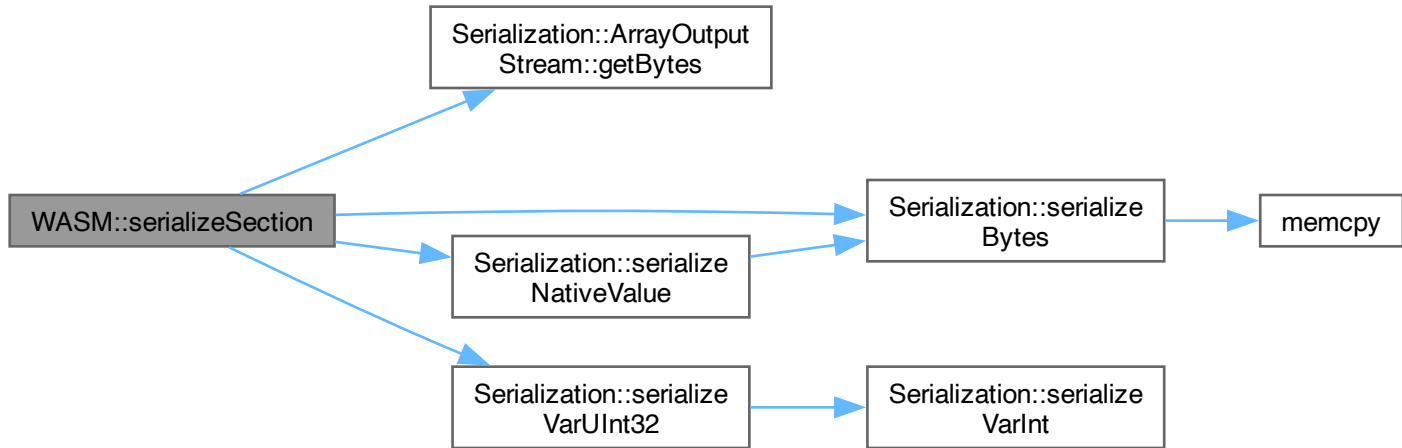 Serialization::ArrayOutput
Stream::getBytes
WASM::serializeSection
Serialization::serialize
Bytes
memcpy
Serialization::serialize
NativeValue
Serialization::serialize
VarUInt32
Serialization::serialize
VarInt